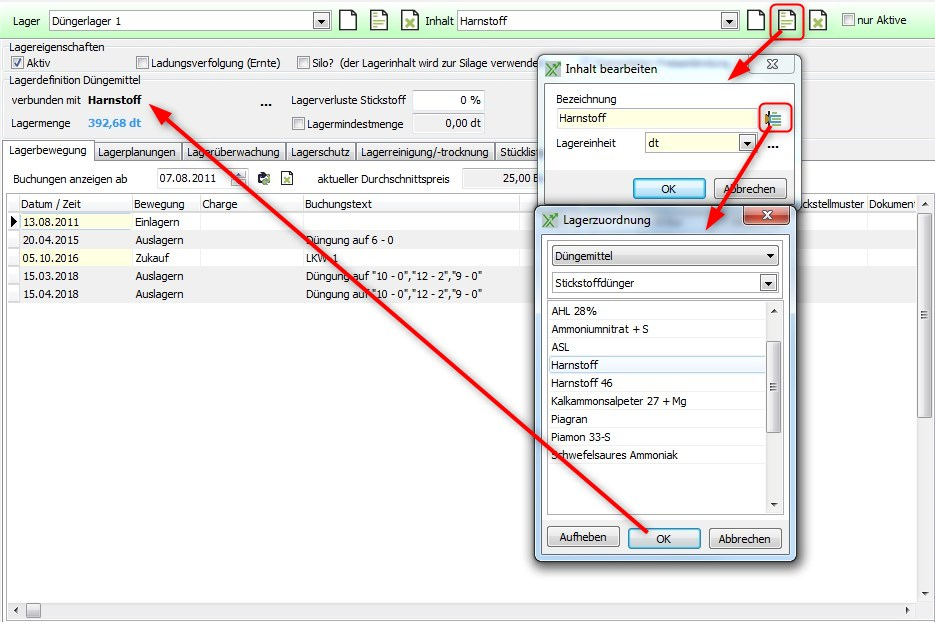 Lager Düngerlager 1 Inhalt Harnstoff nur Aktive
Lagereigenschaften
Aktiv Ladungsverfolgung (Ernte) Silo? (der Lagerinhalt wird zur Silage verwende
Lagerdefinition Düngemittel
verbunden mit Harnstoff ... Lagerverluste Stickstoff 0 %
Lagermenge 392,68 dt Lagermindestmenge 0,00 dt
Lagerbewegung Lagerplanungen Lagerüberwachung Lagerschutz Lagerreinigung/-trocknung Stücklist
Buchungen anzeigen ab 07.08.2011 aktueller Durchschnittspreis 25,00
Datum / Zeit Bewegung Charge Buchungstext ckstellmuster Dokumen
13.08.2011 Einlagern
20.04.2015 Auslagern Düngung auf 6 - 0
05.10.2016 Zukauf LKW 1
15.03.2018 Auslagern Düngung auf "10 - 0","12 - 2","9 - 0"
15.04.2018 Auslagern Düngung auf "10 - 0","12 - 2","9 - 0"
Inhalt bearbeiten
Bezeichnung
Harnstoff
Lagereinheit dt ...
OK Abbrechen
Lagerzuordnung
Düngemittel
Stickstoffdünger
AHL 28%
Ammoniumnitrat + S
ASL
Harnstoff
Harnstoff 46
Kalkammonsalpeter 27 + Mg
Piagran
Piamon 33-S
Schwefelsaures Ammoniak
Aufheben OK Abbrechen